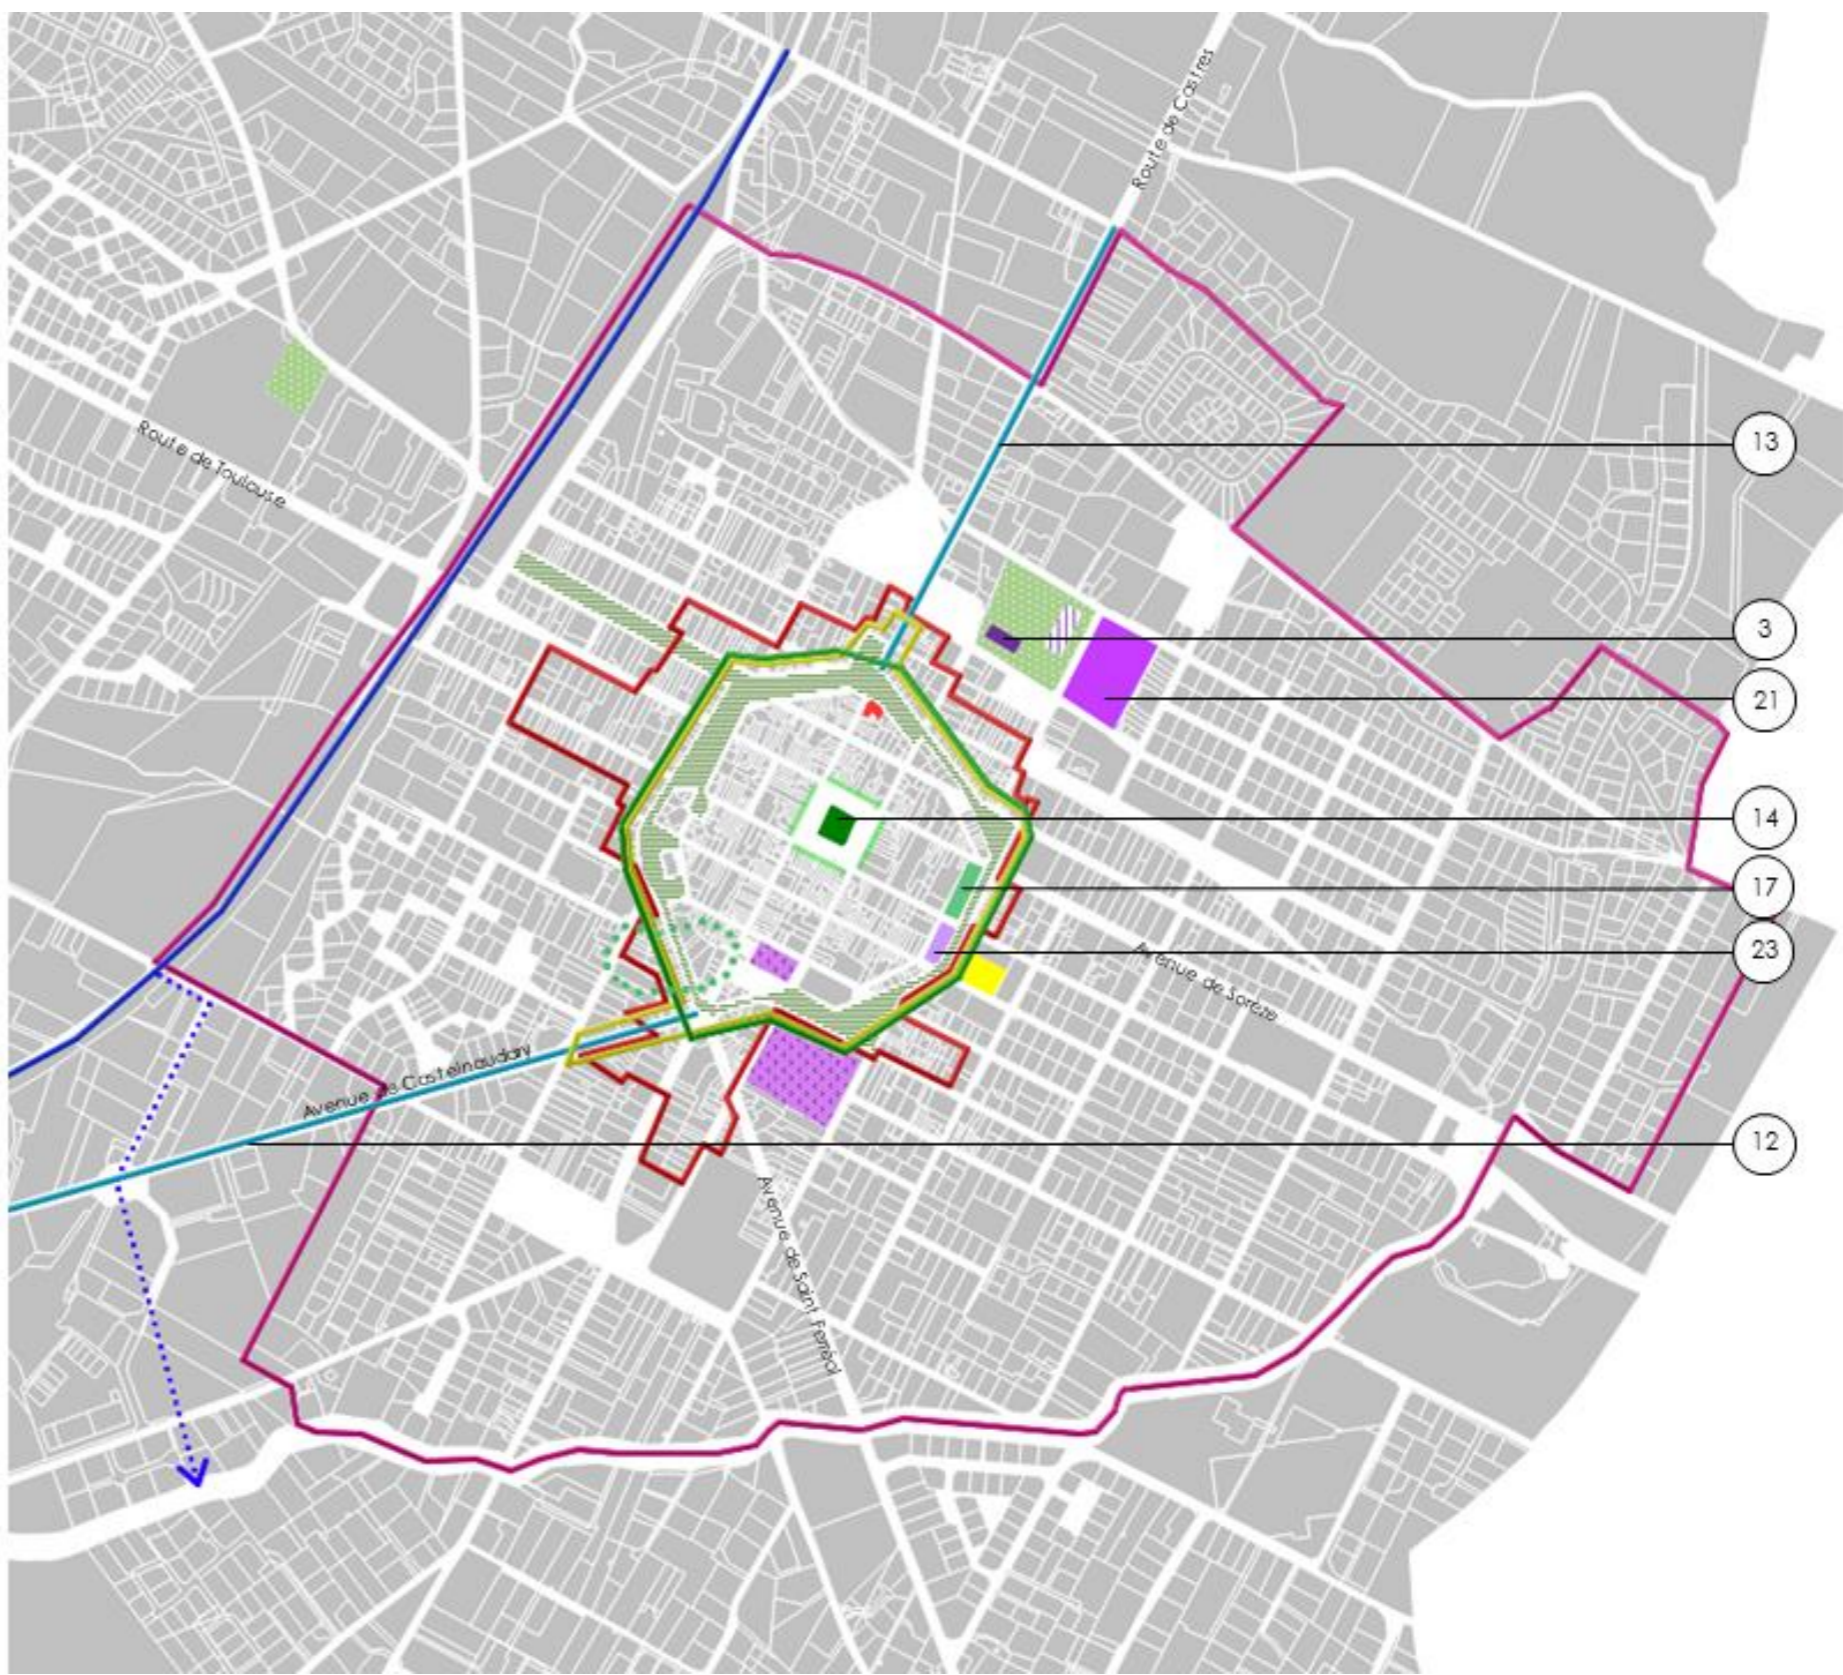 Route de Castres
Route de Toulouse
13
3
21
14
17
23
Avenue de Sorèze
Avenue de Castelnaudary
12
Avenue de Saint Ferréol